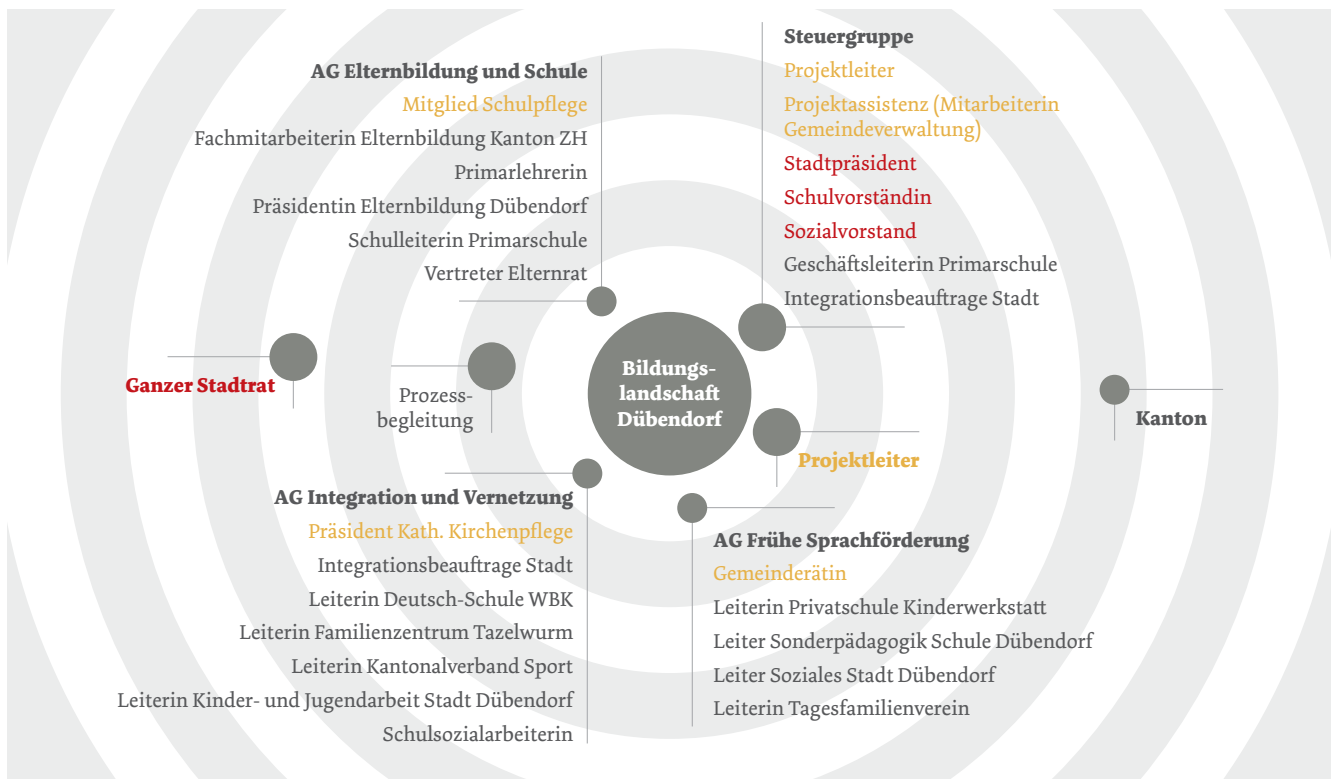 AG Elternbildung und Schule
Mitglied Schulpflege
Fachmitarbeiterin Elternbildung Kanton ZH
Primarlehrerin
Präsidentin Elternbildung Dübendorf
Schulleiterin Primarschule
Vertreter Elternrat
Steuergruppe
Projektleiter
Projektassistenz (Mitarbeiterin
Gemeindeverwaltung)
Stadtpräsident
Schulvorständin
Sozialvorstand
Geschäftsleiterin Primarschule
Integrationsbeauftrage Stadt
Ganzer Stadtrat
Prozess-
begleitung
Bildungs-
landschaft
Dübendorf
Projektleiter
Kanton
AG Integration und Vernetzung
Präsident Kath. Kirchenpflege
Integrationsbeauftrage Stadt
Leiterin Deutsch-Schule WBK
Leiterin Familienzentrum Tazelwurm
Leiterin Kantonalverband Sport
Leiterin Kinder- und Jugendarbeit Stadt Dübendorf
Schulsozialarbeiterin
AG Frühe Sprachförderung
Gemeinderätin
Leiterin Privatschule Kinderwerkstatt
Leiter Sonderpädagogik Schule Dübendorf
Leiter Soziales Stadt Dübendorf
Leiterin Tagesfamilienverein